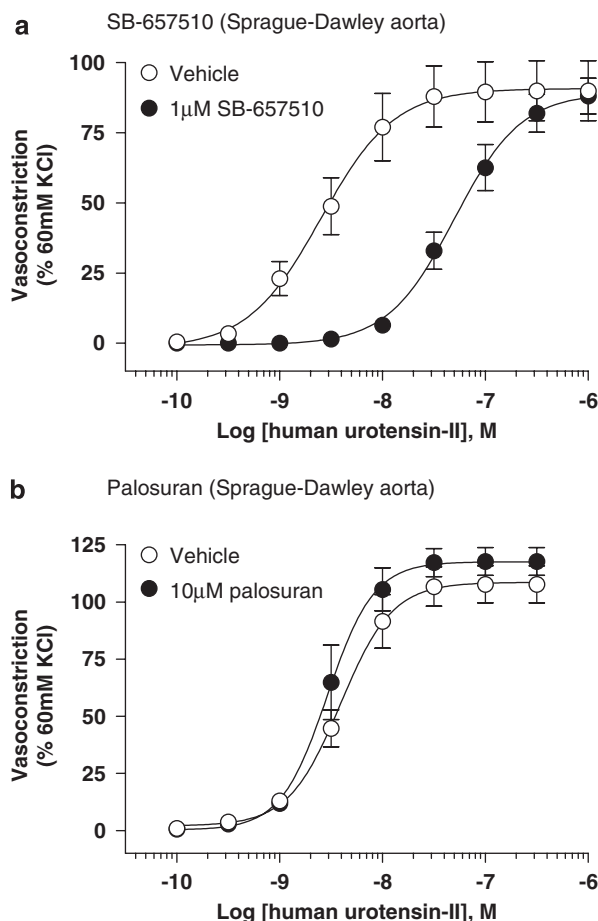 a SB-657510 (Sprague-Dawley aorta)
Vehicle
1μM SB-657510
Vasoconstriction
(% 60mM KCl)
100
75
50
25
0
-10 -9 -8 -7 -6
Log [human urotensin-II], M
b Palosuran (Sprague-Dawley aorta)
Vehicle
10μM palosuran
Vasoconstriction
(% 60mM KCl)
125
100
75
50
25
0
-10 -9 -8 -7 -6
Log [human urotensin-II], M